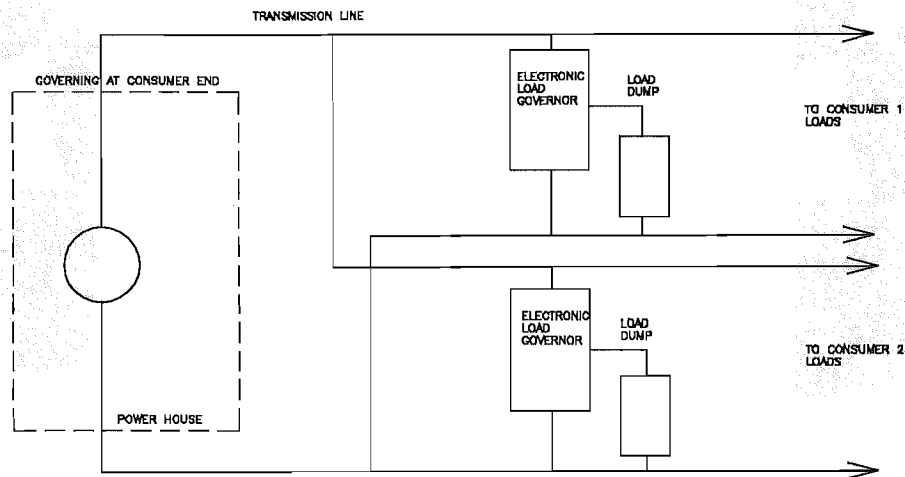 TRANSMISSION LINE
GOVERNING AT CONSUMER END
ELECTRONIC
LOAD
GOVERNOR
LOAD
DUMP
TO CONSUMER 1
LOADS
ELECTRONIC
LOAD
GOVERNOR
LOAD
DUMP
TO CONSUMER 2
LOADS
POWER HOUSE